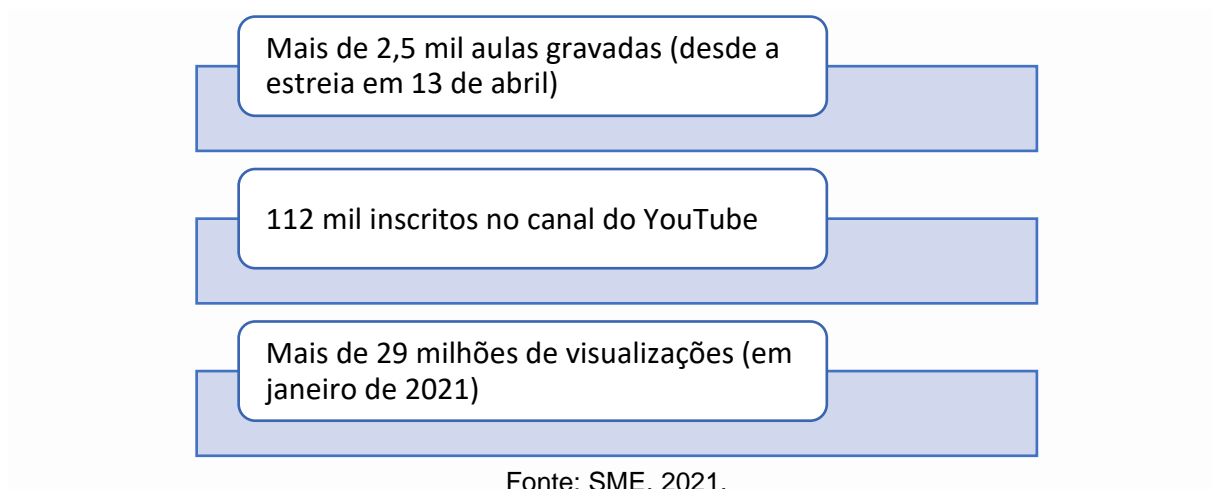 Mais de 2,5 mil aulas gravadas (desde a
estreia em 13 de abril)
112 mil inscritos no canal do YouTube
Mais de 29 milhões de visualizações (em
janeiro de 2021)
Fonte: SME, 2021.